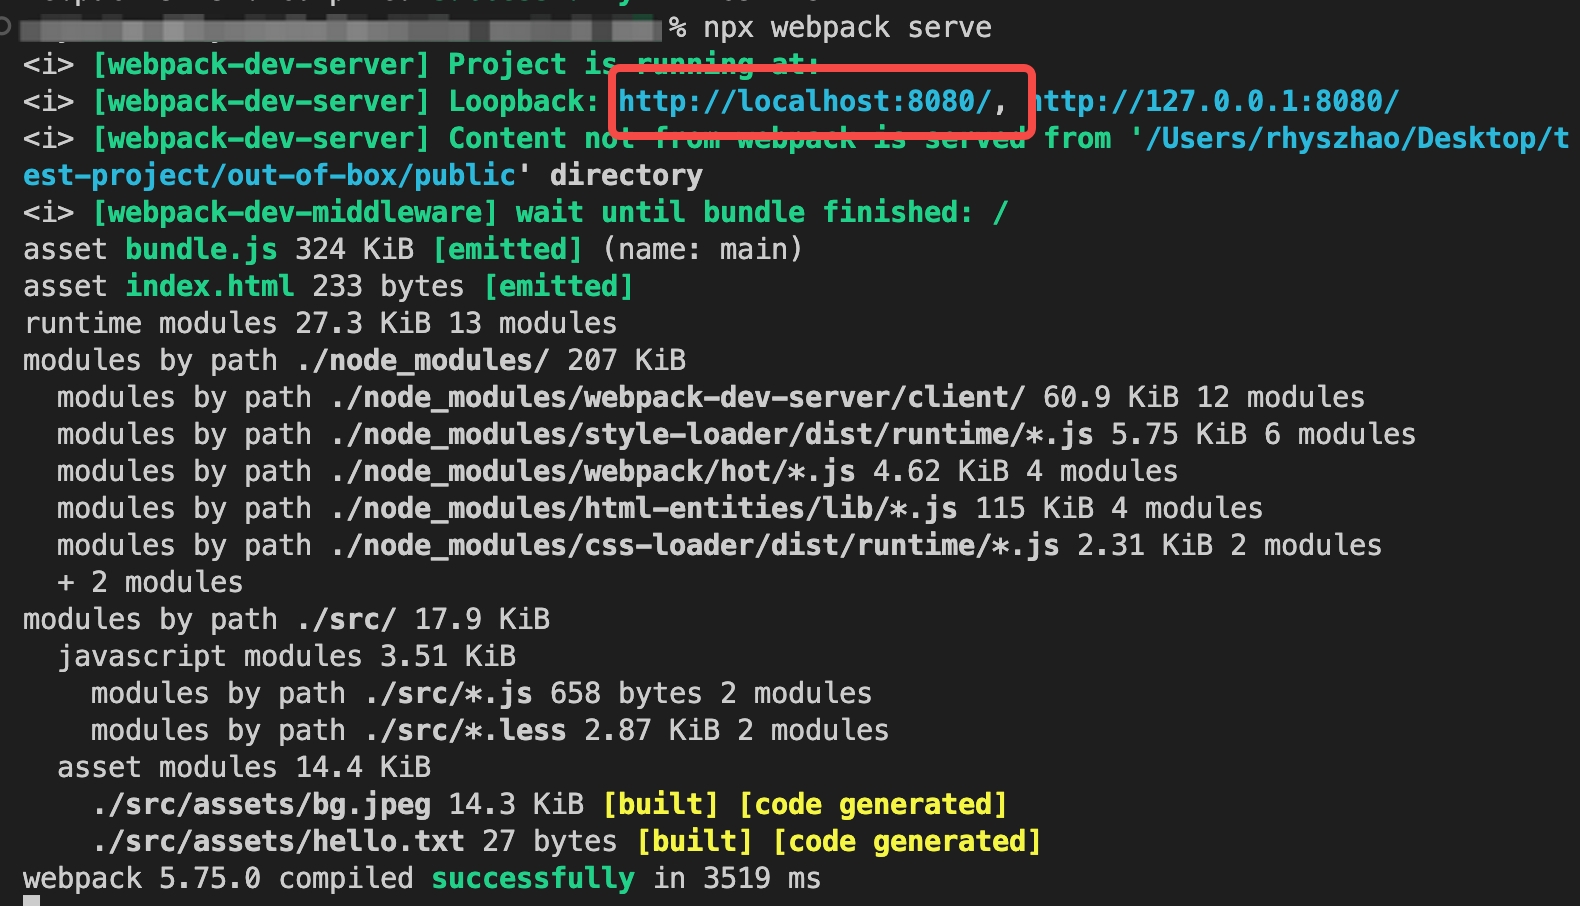 % npx webpack serve
<i> [webpack-dev-server] Project is running at:
<i> [webpack-dev-server] Loopback: http://localhost:8080/, http://127.0.0.1:8080/
<i> [webpack-dev-server] Content not from webpack is served from '/Users/rhyszhao/Desktop/t
est-project/out-of-box/public' directory
<i> [webpack-dev-middleware] wait until bundle finished: /
asset bundle.js 324 KiB [emitted] (name: main)
asset index.html 233 bytes [emitted]
runtime modules 27.3 KiB 13 modules
modules by path ./node_modules/ 207 KiB
  modules by path ./node_modules/webpack-dev-server/client/ 60.9 KiB 12 modules
  modules by path ./node_modules/style-loader/dist/runtime/*.js 5.75 KiB 6 modules
  modules by path ./node_modules/webpack/hot/*.js 4.62 KiB 4 modules
  modules by path ./node_modules/html-entities/lib/*.js 115 KiB 4 modules
  modules by path ./node_modules/css-loader/dist/runtime/*.js 2.31 KiB 2 modules
  + 2 modules
modules by path ./src/ 17.9 KiB
  javascript modules 3.51 KiB
    modules by path ./src/*.js 658 bytes 2 modules
    modules by path ./src/*.less 2.87 KiB 2 modules
  asset modules 14.4 KiB
    ./src/assets/bg.jpeg 14.3 KiB [built] [code generated]
    ./src/assets/hello.txt 27 bytes [built] [code generated]
webpack 5.75.0 compiled successfully in 3519 ms